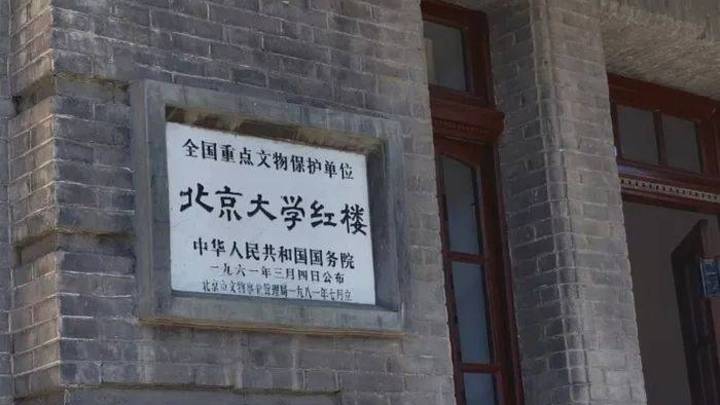 全国重点文物保护单位
北京大学红楼
中华人民共和国国务院
一九六一年三月四日公布
北京市文物事业管理局一九八一年七月立